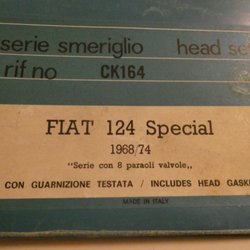 serie smeriglio head se
rif no CK164
FIAT 124 Special
1968/74
"Serie con 8 paraoli valvole,,
CON GUARNIZIONE TESTATA / INCLUDES HEAD GASK
MADE IN ITALY